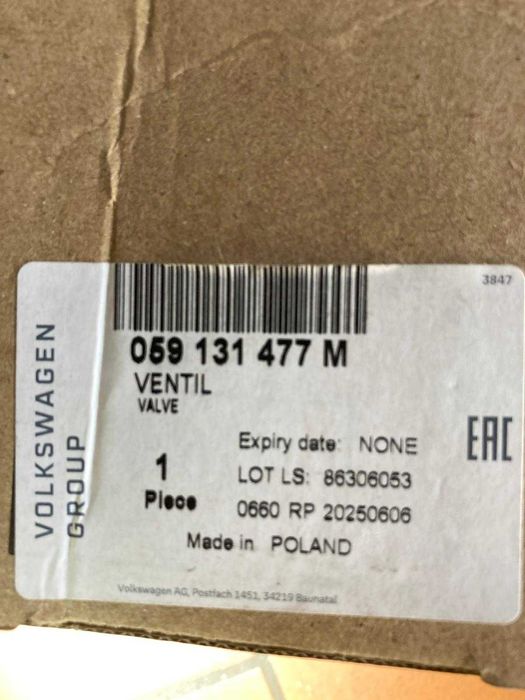 3847
059 131 477 M
VENTIL
VALVE
VOLKSWAGEN
GROUP
Expiry date: NONE
EAC
1
Piece
LOT LS: 86306053
0660 RP 20250606
Made in POLAND
Volkswagen AG, Postfach 1451, 34219 Baunatal